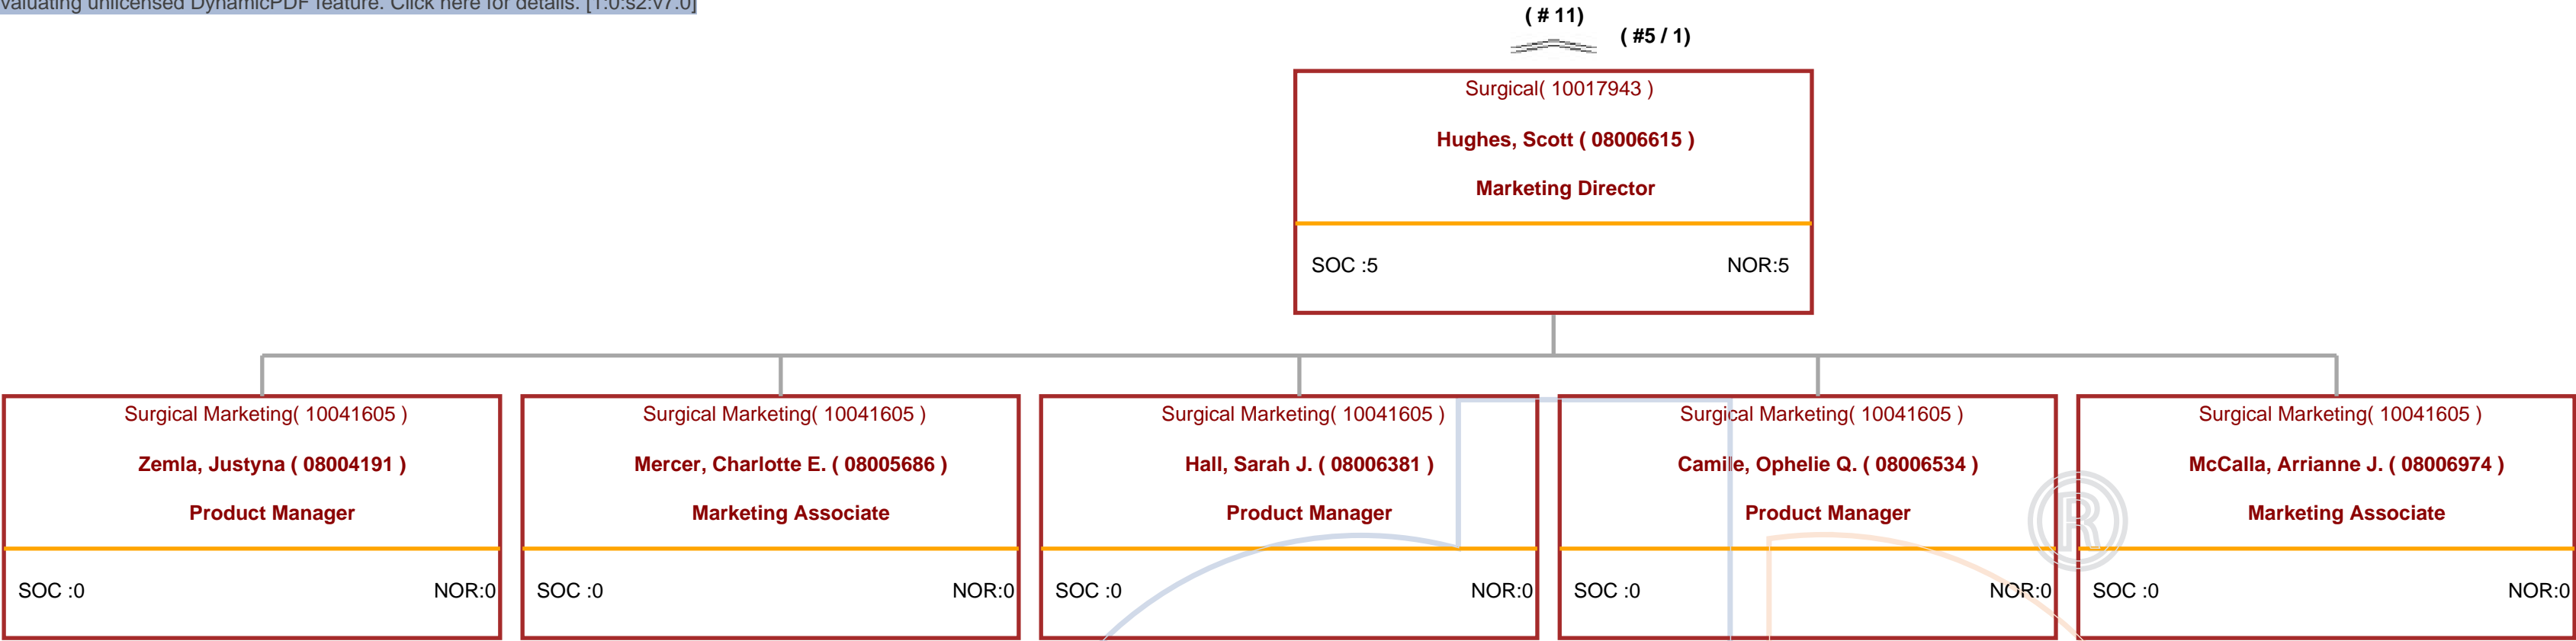 valuating unlicensed DynamicPDF feature. Click here for details. [1:0:s2:v7.0]
( # 11)
( #5 / 1)
Surgical( 10017943 )
Hughes, Scott ( 08006615 )
Marketing Director
SOC :5 NOR:5
Surgical Marketing( 10041605 )
Zemla, Justyna ( 08004191 )
Product Manager
SOC :0 NOR:0
Surgical Marketing( 10041605 )
Mercer, Charlotte E. ( 08005686 )
Marketing Associate
SOC :0 NOR:0
Surgical Marketing( 10041605 )
Hall, Sarah J. ( 08006381 )
Product Manager
SOC :0 NOR:0
Surgical Marketing( 10041605 )
Camile, Ophelie Q. ( 08006534 )
Product Manager
SOC :0 NOR:0
Surgical Marketing( 10041605 )
McCalla, Arrianne J. ( 08006974 )
Marketing Associate
SOC :0 NOR:0
®